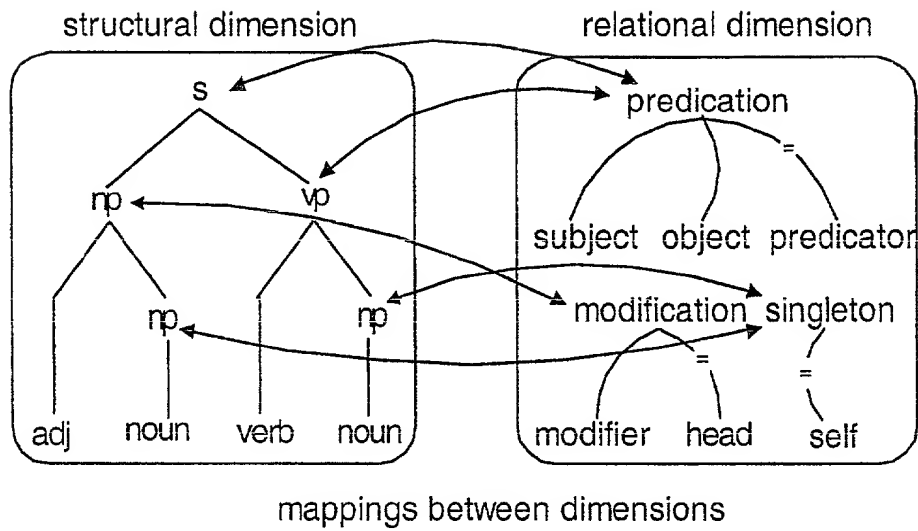 structural dimension
relational dimension
s
predication
=
np
vp
subject object predicator
np
np
modification singleton
=
=
adj noun verb noun
modifier head self
mappings between dimensions